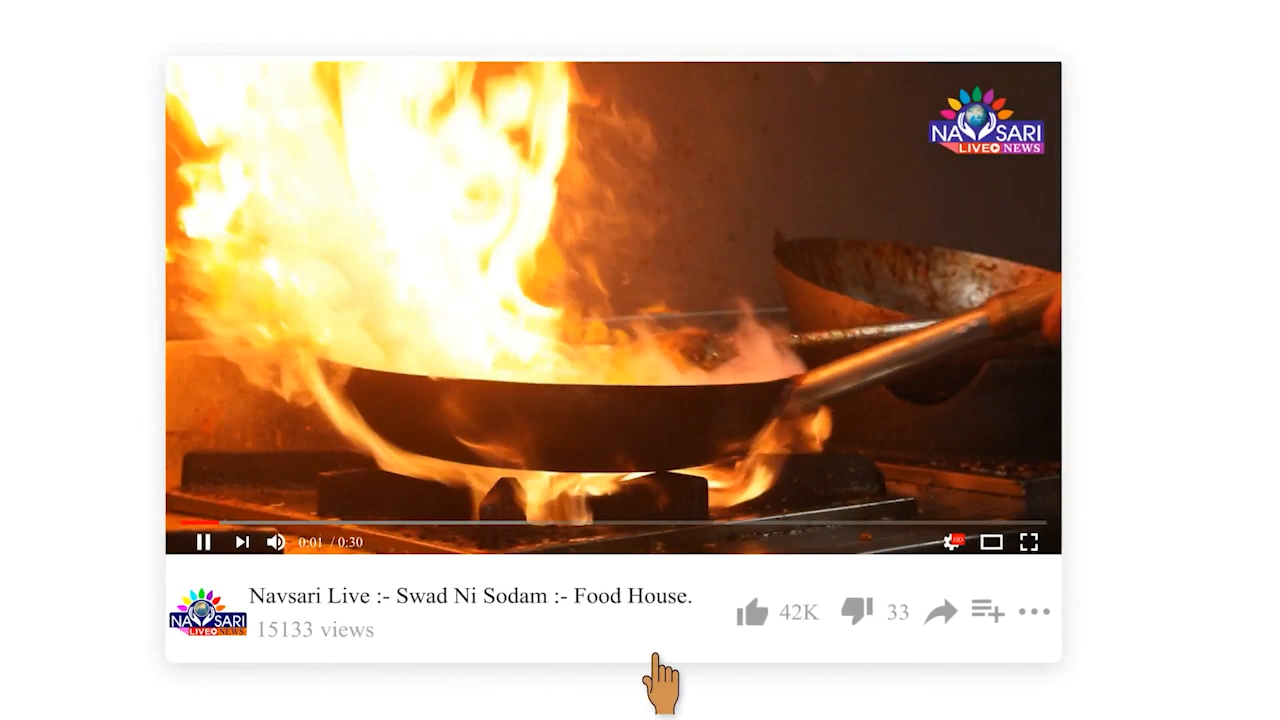 NAVSARI
LIVE NEWS
0:01 / 0:30
HD
NAVSARI
LIVE NEWS
Navsari Live :- Swad Ni Sodam :- Food House.
15133 views
42K
33